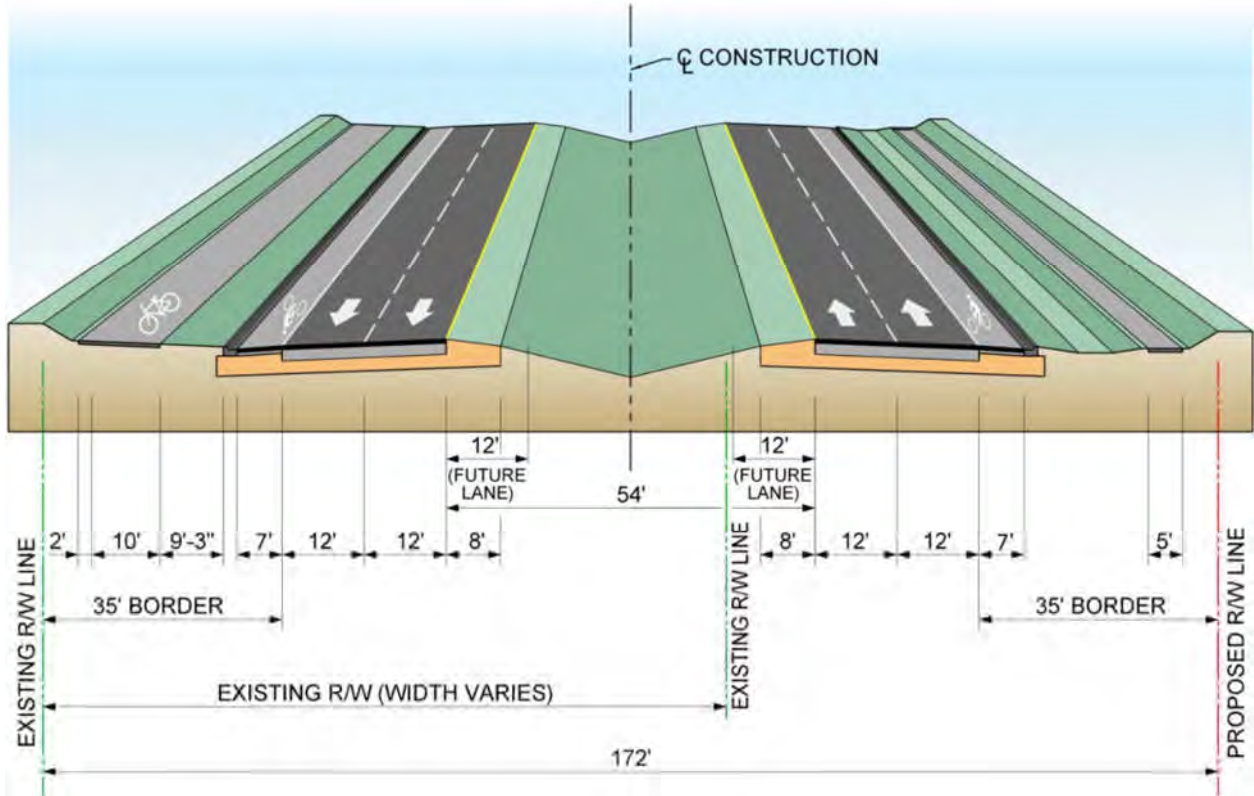 ℄ CONSTRUCTION
12'
(FUTURE
LANE)
12'
(FUTURE
LANE)
54'
2'
10'
9'-3"
7'
12'
12'
8'
8'
12'
12'
7'
5'
35' BORDER
35' BORDER
EXISTING R/W LINE
EXISTING R/W LINE
PROPOSED R/W LINE
EXISTING R/W (WIDTH VARIES)
172'